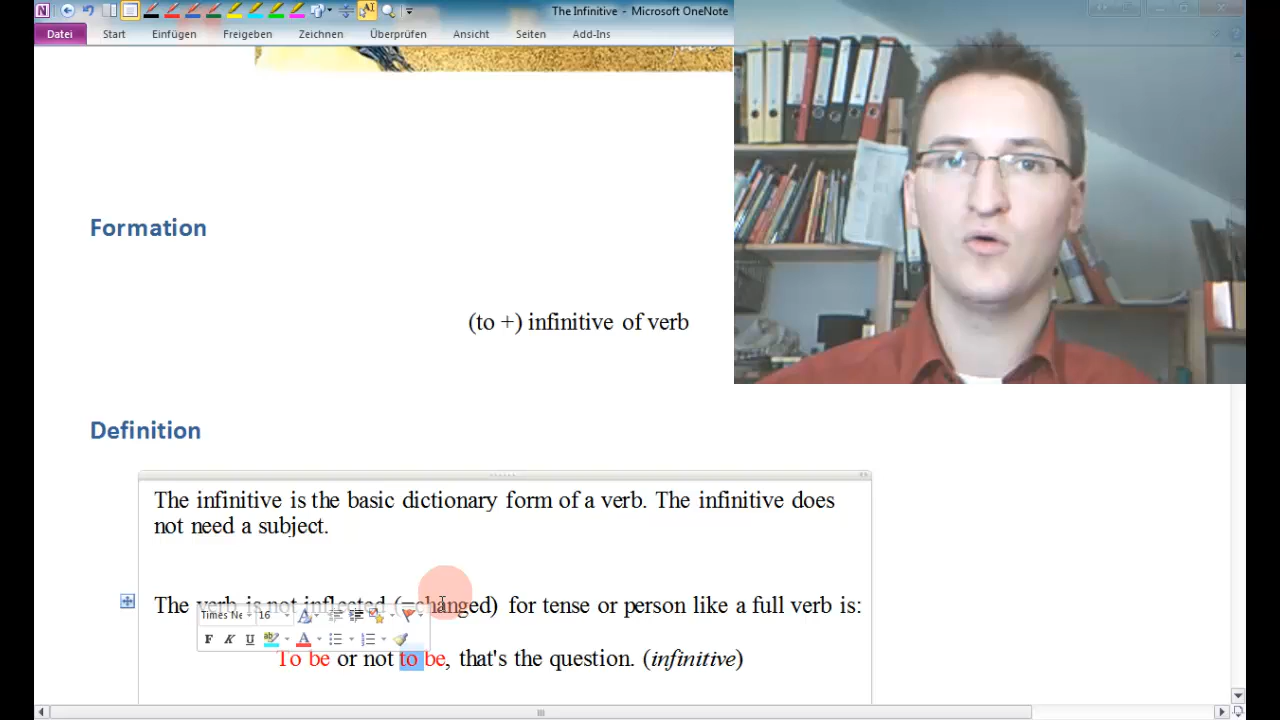 The Infinitive - Microsoft OneNote
Datei Start Einfügen Freigeben Zeichnen Überprüfen Ansicht Seiten Add-Ins
Formation
(to +) infinitive of verb
Definition
The infinitive is the basic dictionary form of a verb. The infinitive does
not need a subject.
The verb is not inflected (=changed) for tense or person like a full verb is:
Times Ne 16
F K U
To be or not to be, that's the question. (infinitive)